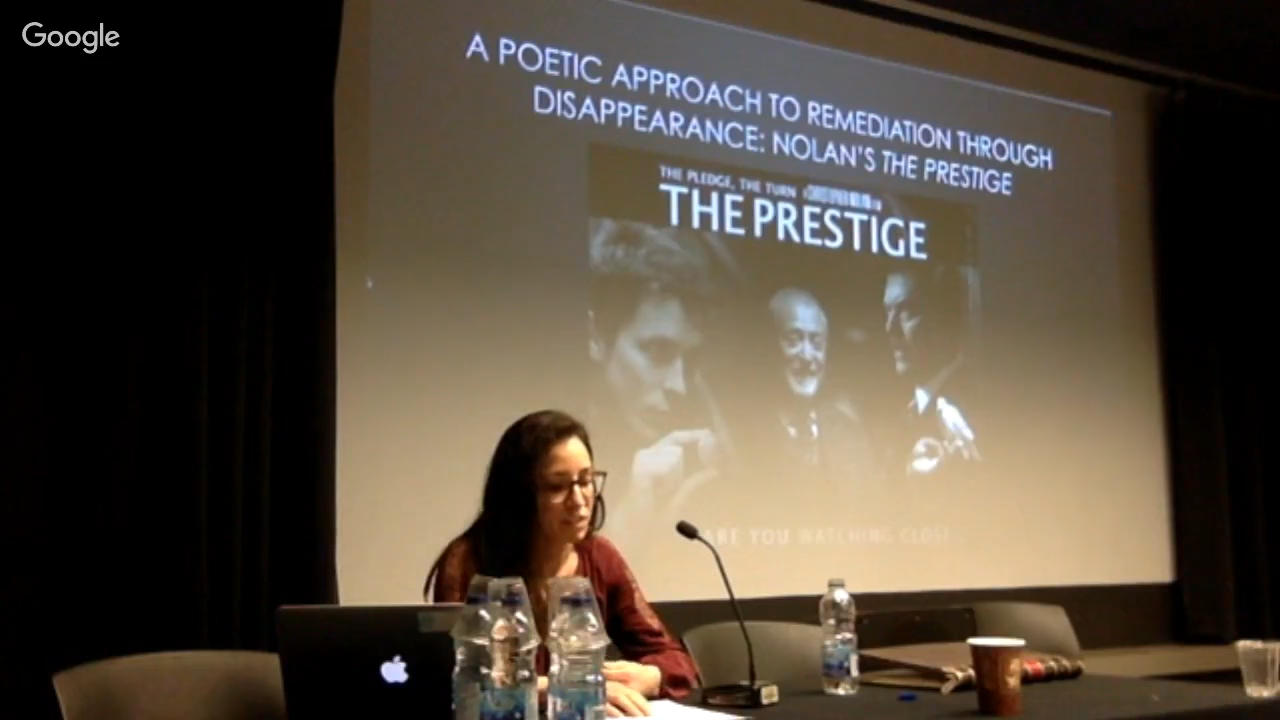 Google
A POETIC APPROACH TO REMEDIATION THROUGH
DISAPPEARANCE: NOLAN'S THE PRESTIGE
THE PLEDGE, THE TURN
THE PRESTIGE
ARE YOU WATCHING CLOSE